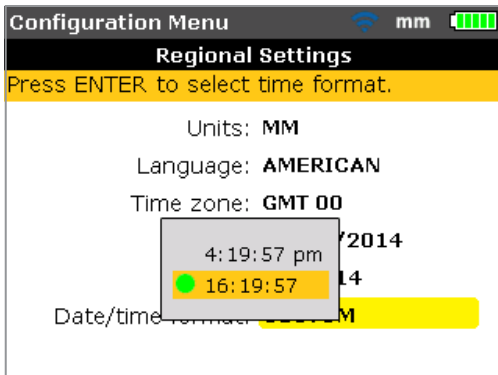 Configuration Menu mm
Regional Settings
Press ENTER to select time format.
Units: MM
Language: AMERICAN
Time zone: GMT 00
/2014
4:19:57 pm
14
16:19:57
Date/time format: